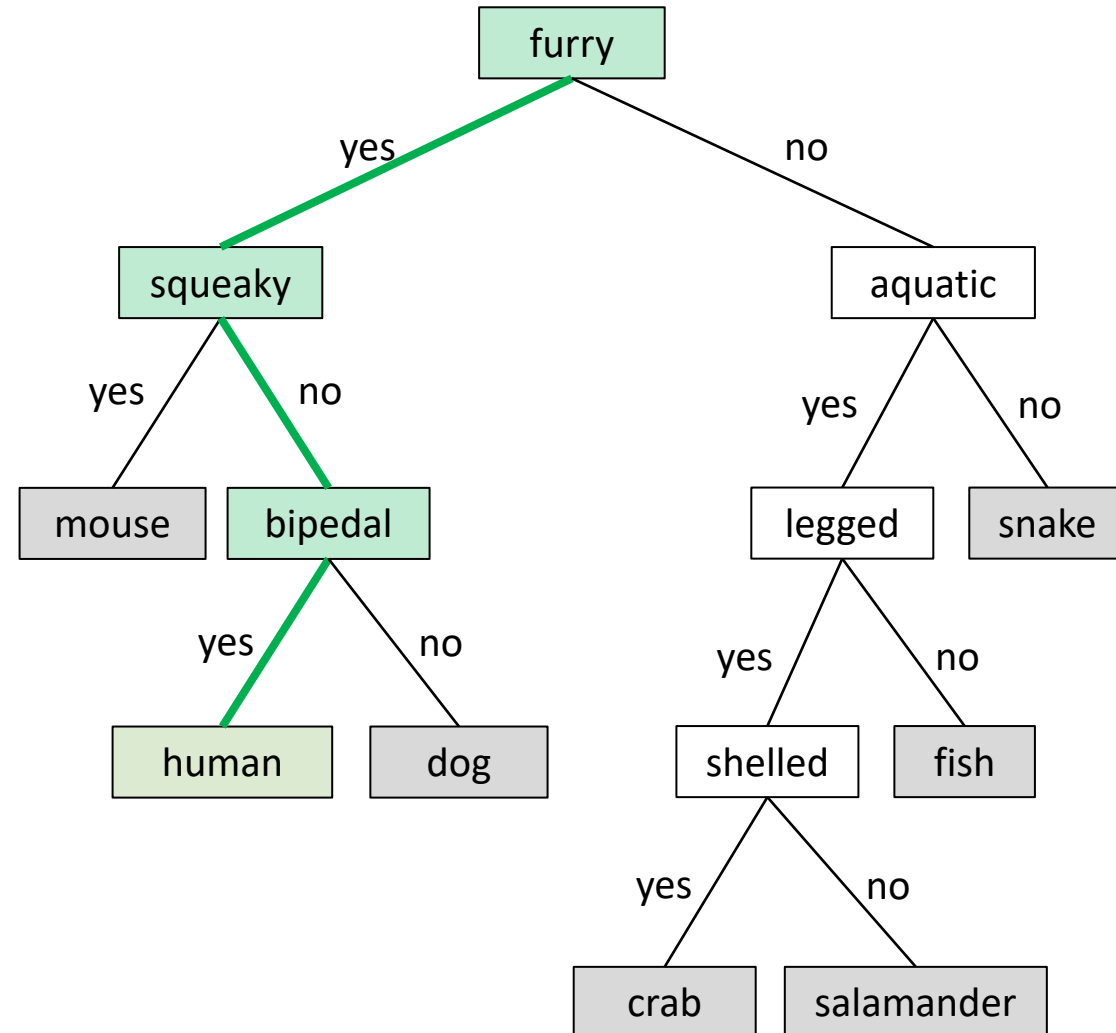 furry
yes
no
squeaky
aquatic
yes
no
yes
no
mouse
bipedal
legged
snake
yes
no
yes
no
human
dog
shelled
fish
yes
no
crab
salamander